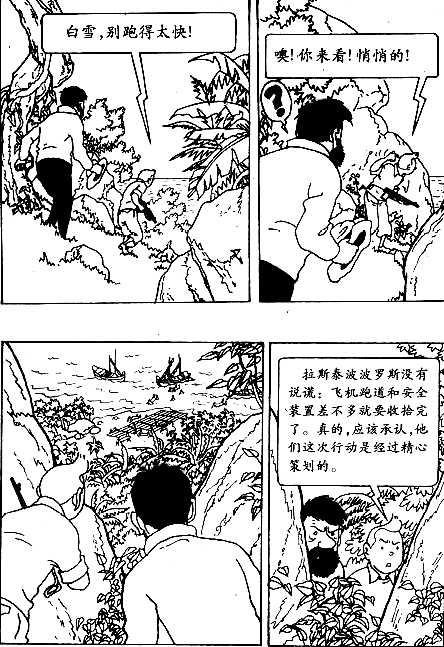 白雪,别跑得太快!
噢!你来看!悄悄的!
?
拉斯泰波波罗斯没有
说谎：飞机跑道和安全
装置差不多就要收拾完
了。真的,应该承认,他
们这次行动是经过精心
策划的。